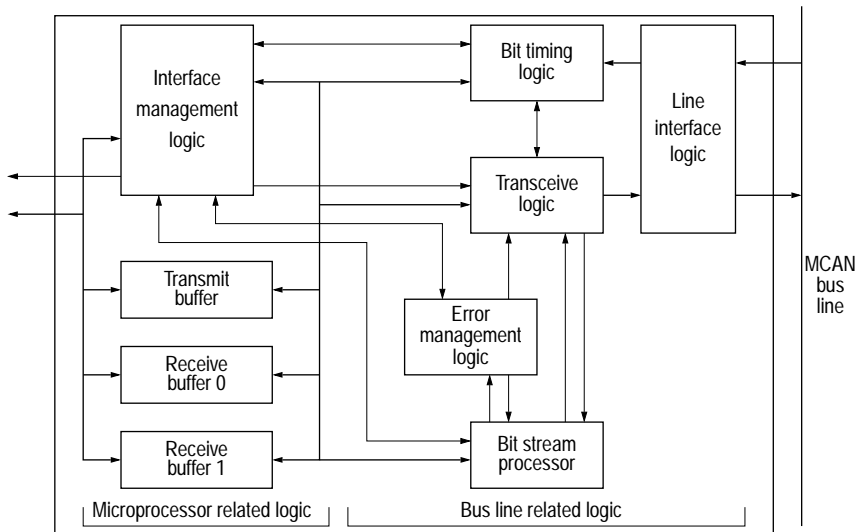 Interface
management
logic
Bit timing
logic
Line
interface
logic
Transceive
logic
MCAN
bus
line
Transmit
buffer
Error
management
logic
Receive
buffer 0
Receive
buffer 1
Bit stream
processor
Microprocessor related logic
Bus line related logic